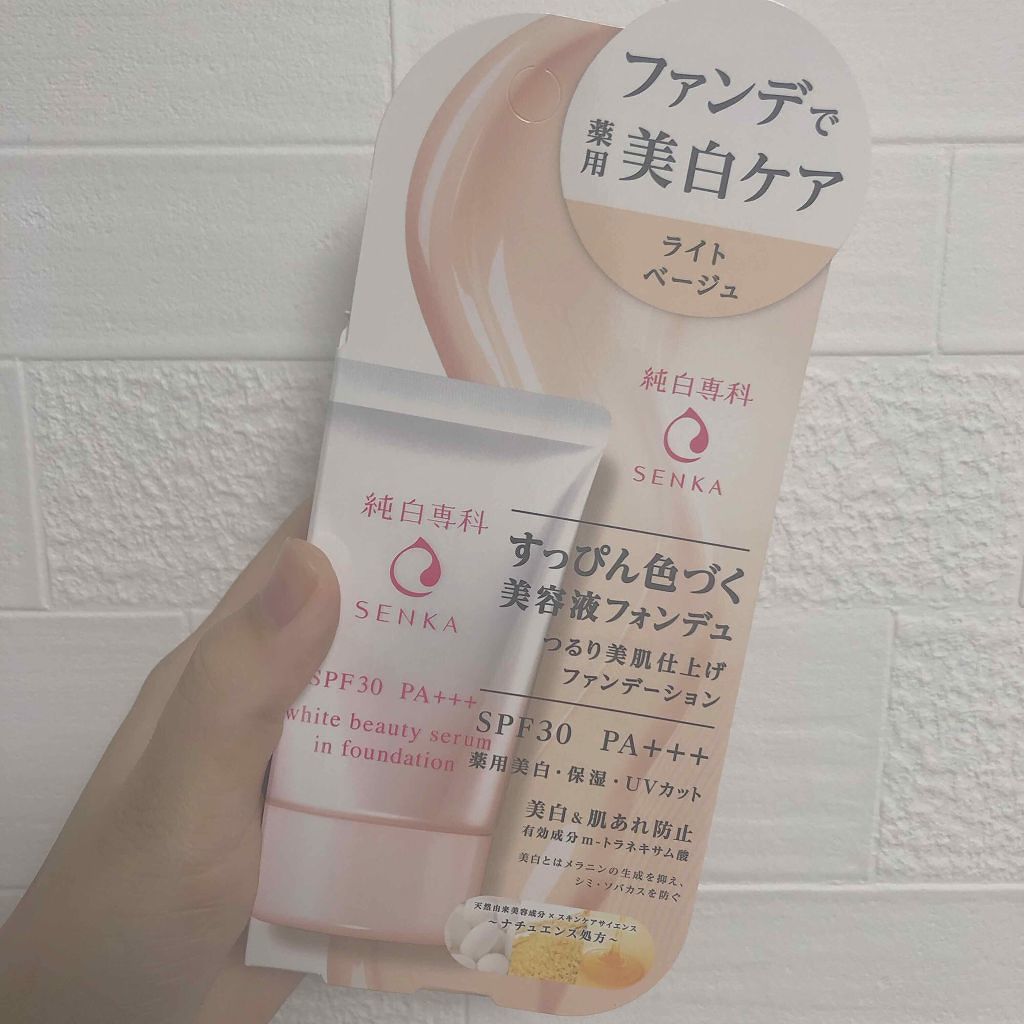 ファンデで
薬用 美白ケア
ライト
ベージュ
純白専科
SENKA
純白専科
SENKA
SPF30 PA+++
white beauty serum
in foundation
すっぴん色づく
美容液フォンデュ
つるり美肌仕上げ
ファンデーション
SPF30 PA+++
薬用美白・保湿・UVカット
美白&肌あれ防止
有効成分m-トラネキサム酸
美白とはメラニンの生成を抑え、
シミ・ソバカスを防ぐ
天然由来美容成分×スキンケアサイエンス
~ナチュエンス処方~